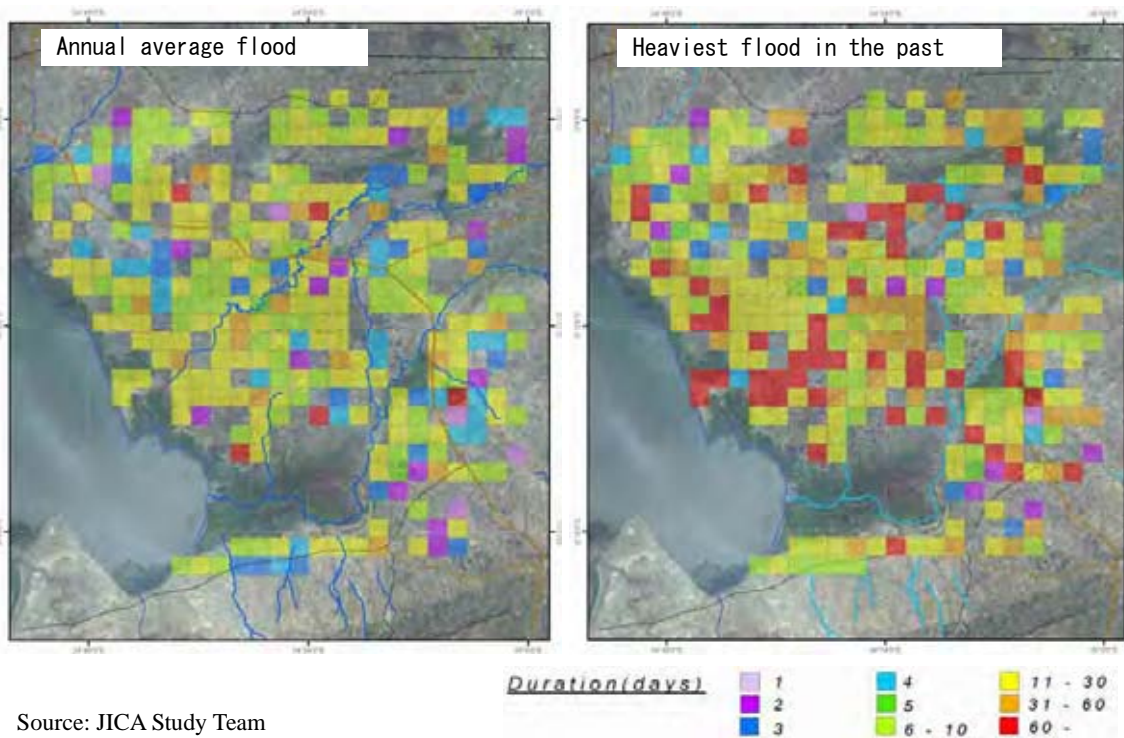 Annual average flood
Heaviest flood in the past
Duration(days)
1
4
11 - 30
2
5
31 - 60
3
6 - 10
60 -
Source: JICA Study Team